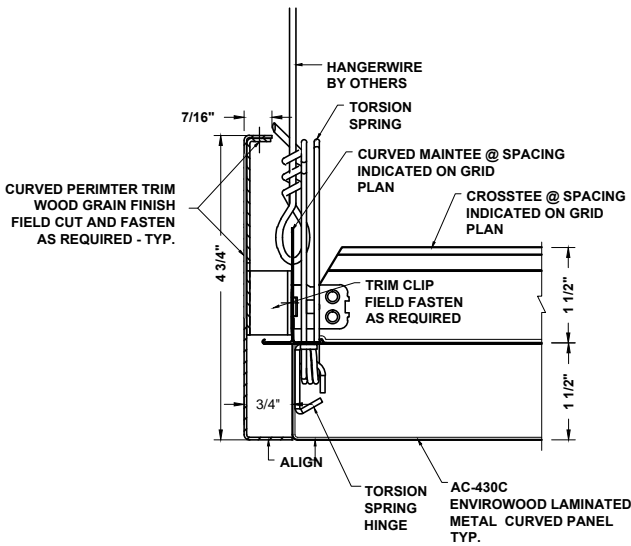 HANGERWIRE
BY OTHERS
7/16"
TORSION
SPRING
CURVED MAINTEE @ SPACING
INDICATED ON GRID
PLAN
CURVED PERIMTER TRIM
WOOD GRAIN FINISH
FIELD CUT AND FASTEN
AS REQUIRED - TYP.
CROSSTEE @ SPACING
INDICATED ON GRID
PLAN
4 3/4"
TRIM CLIP
FIELD FASTEN
AS REQUIRED
1 1/2"
1 1/2"
3/4"
ALIGN
TORSION
SPRING
HINGE
AC-430C
ENVIROWOOD LAMINATED
METAL CURVED PANEL
TYP.